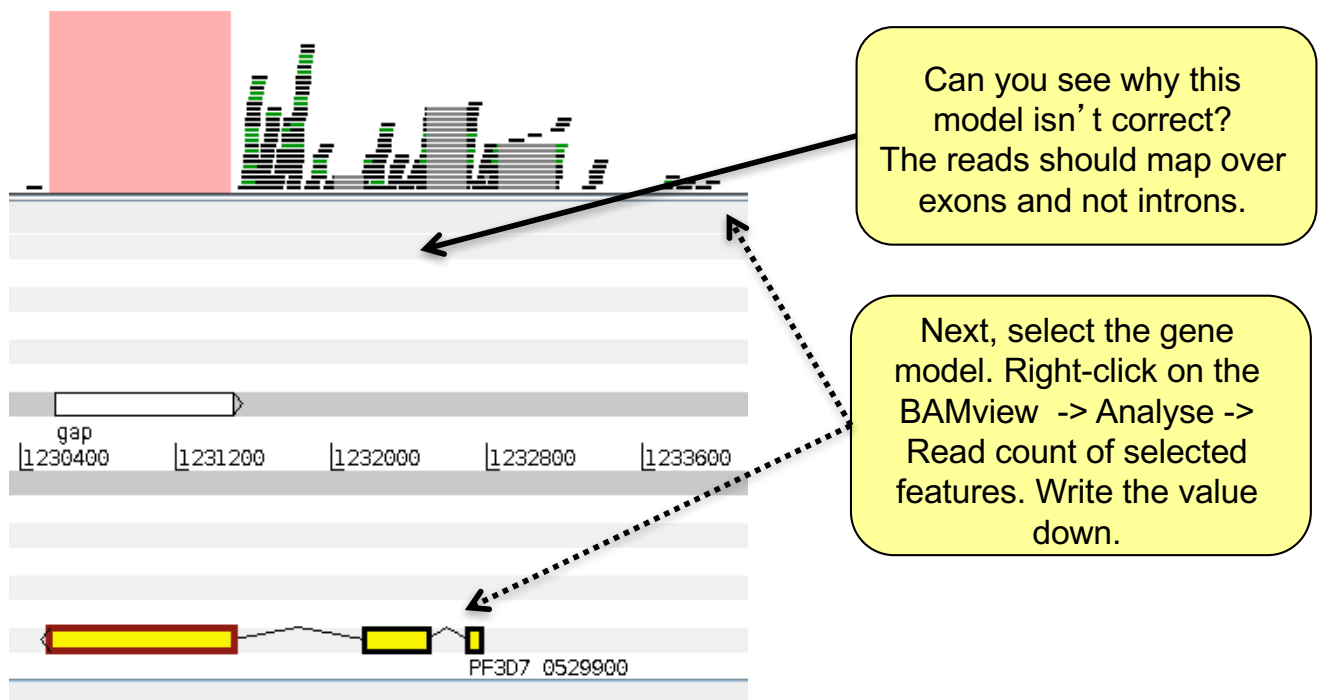 Can you see why this
model isn’ t correct?
The reads should map over
exons and not introns.
Next, select the gene
model. Right-click on the
BAMview -> Analyse ->
Read count of selected
features. Write the value
down.
gap
1230400 1231200 1232000 1232800 1233600
PF3D7 0529900